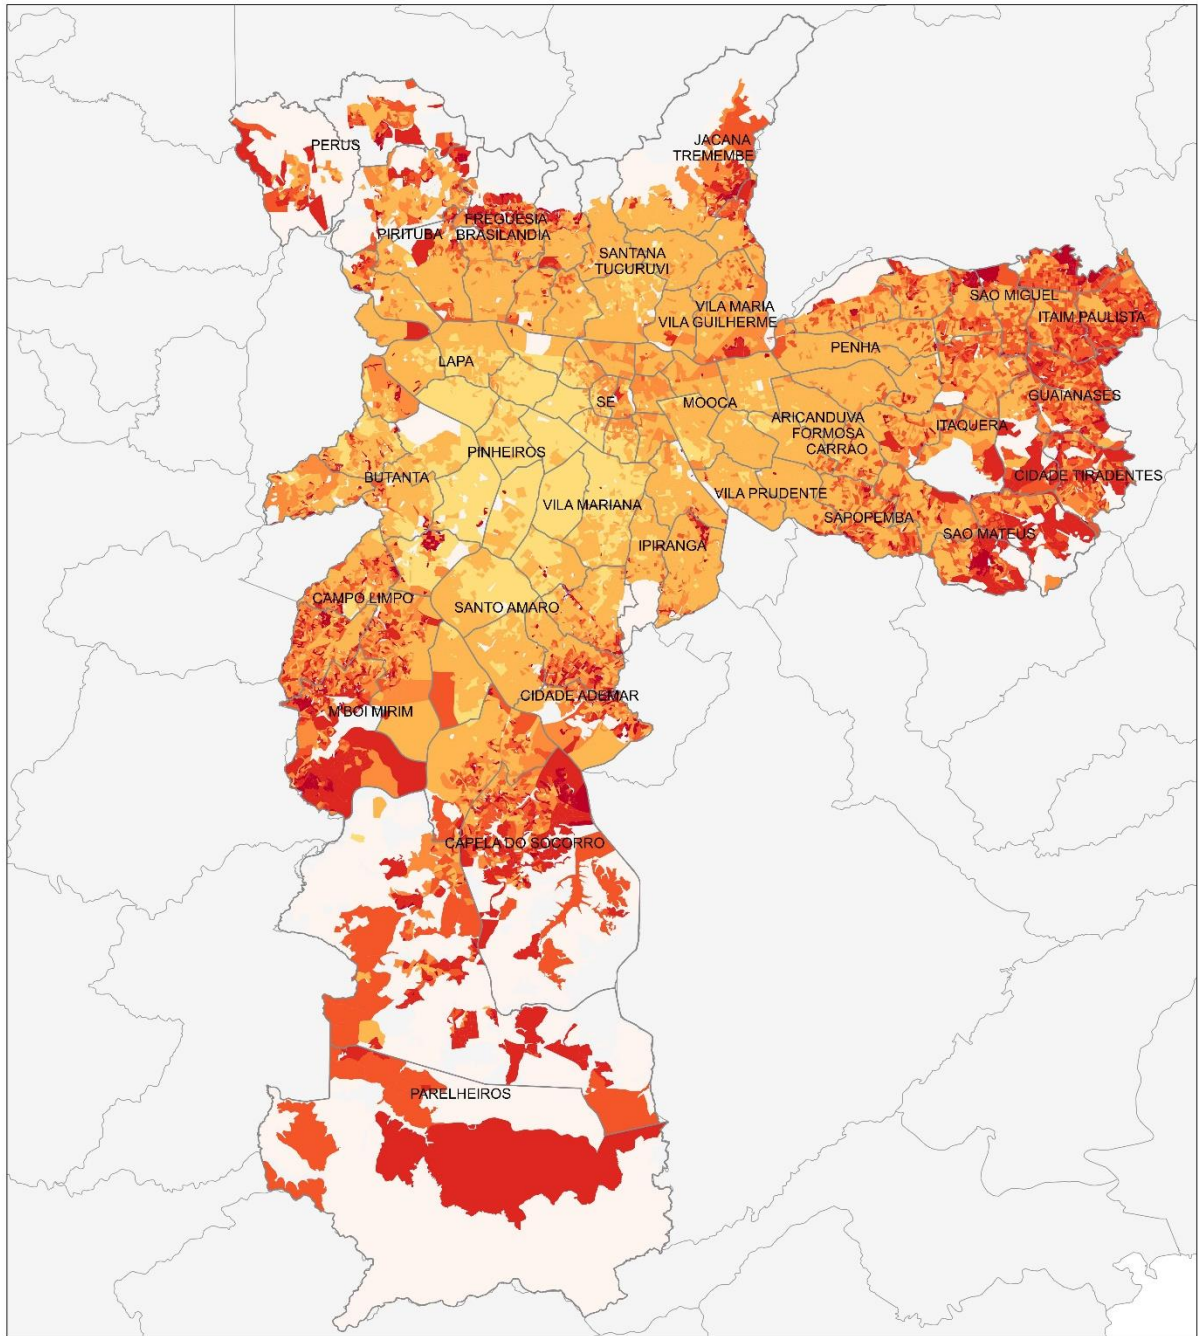 PERUS
JACANA
TREMEMBE
PIRITUBA
FREGUESIA
BRASILANDIA
SANTANA
TUCURUVI
VILA MARIA
VILA GUILHERME
SAO MIGUEL
ITAIM PAULISTA
PENHA
LAPA
SE
MOOCA
GUAIANASES
ARICANDUVA
FORMOSA
CARRAO
ITAQUERA
PINHEIROS
BUTANTA
CIDADE TIRADENTES
VILA MARIANA
VILA PRUDENTE
SAPOPEMBA
SAO MATEUS
IPIRANGA
CAMPO LIMPO
SANTO AMARO
CIDADE ADEMAR
M'BOI MIRIM
CAPELA DO SOCORRO
PARELHEIROS